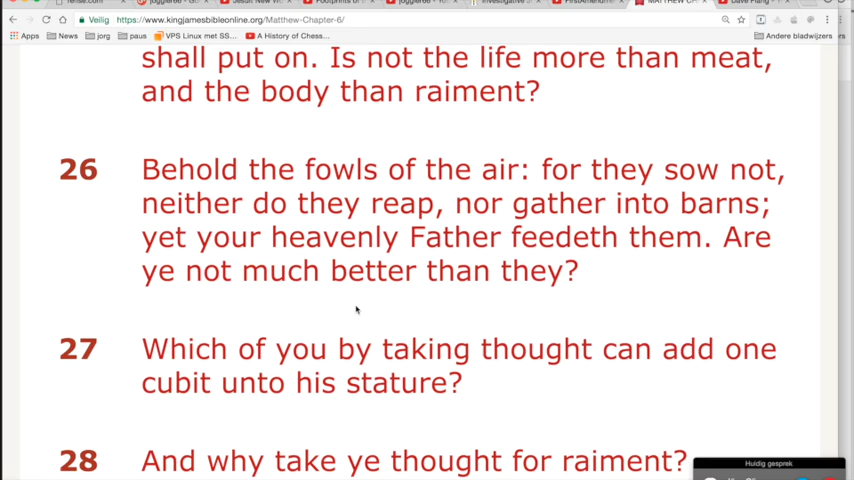 Veilig https://www.kingjamesbibleonline.org/Matthew-Chapter-6/
Apps News jorg paus VPS Linux met SS... A History of Chess... Andere bladwijzers
shall put on. Is not the life more than meat,
and the body than raiment?
26 Behold the fowls of the air: for they sow not,
neither do they reap, nor gather into barns;
yet your heavenly Father feedeth them. Are
ye not much better than they?
27 Which of you by taking thought can add one
cubit unto his stature?
28 And why take ye thought for raiment?
Huidig gesprek